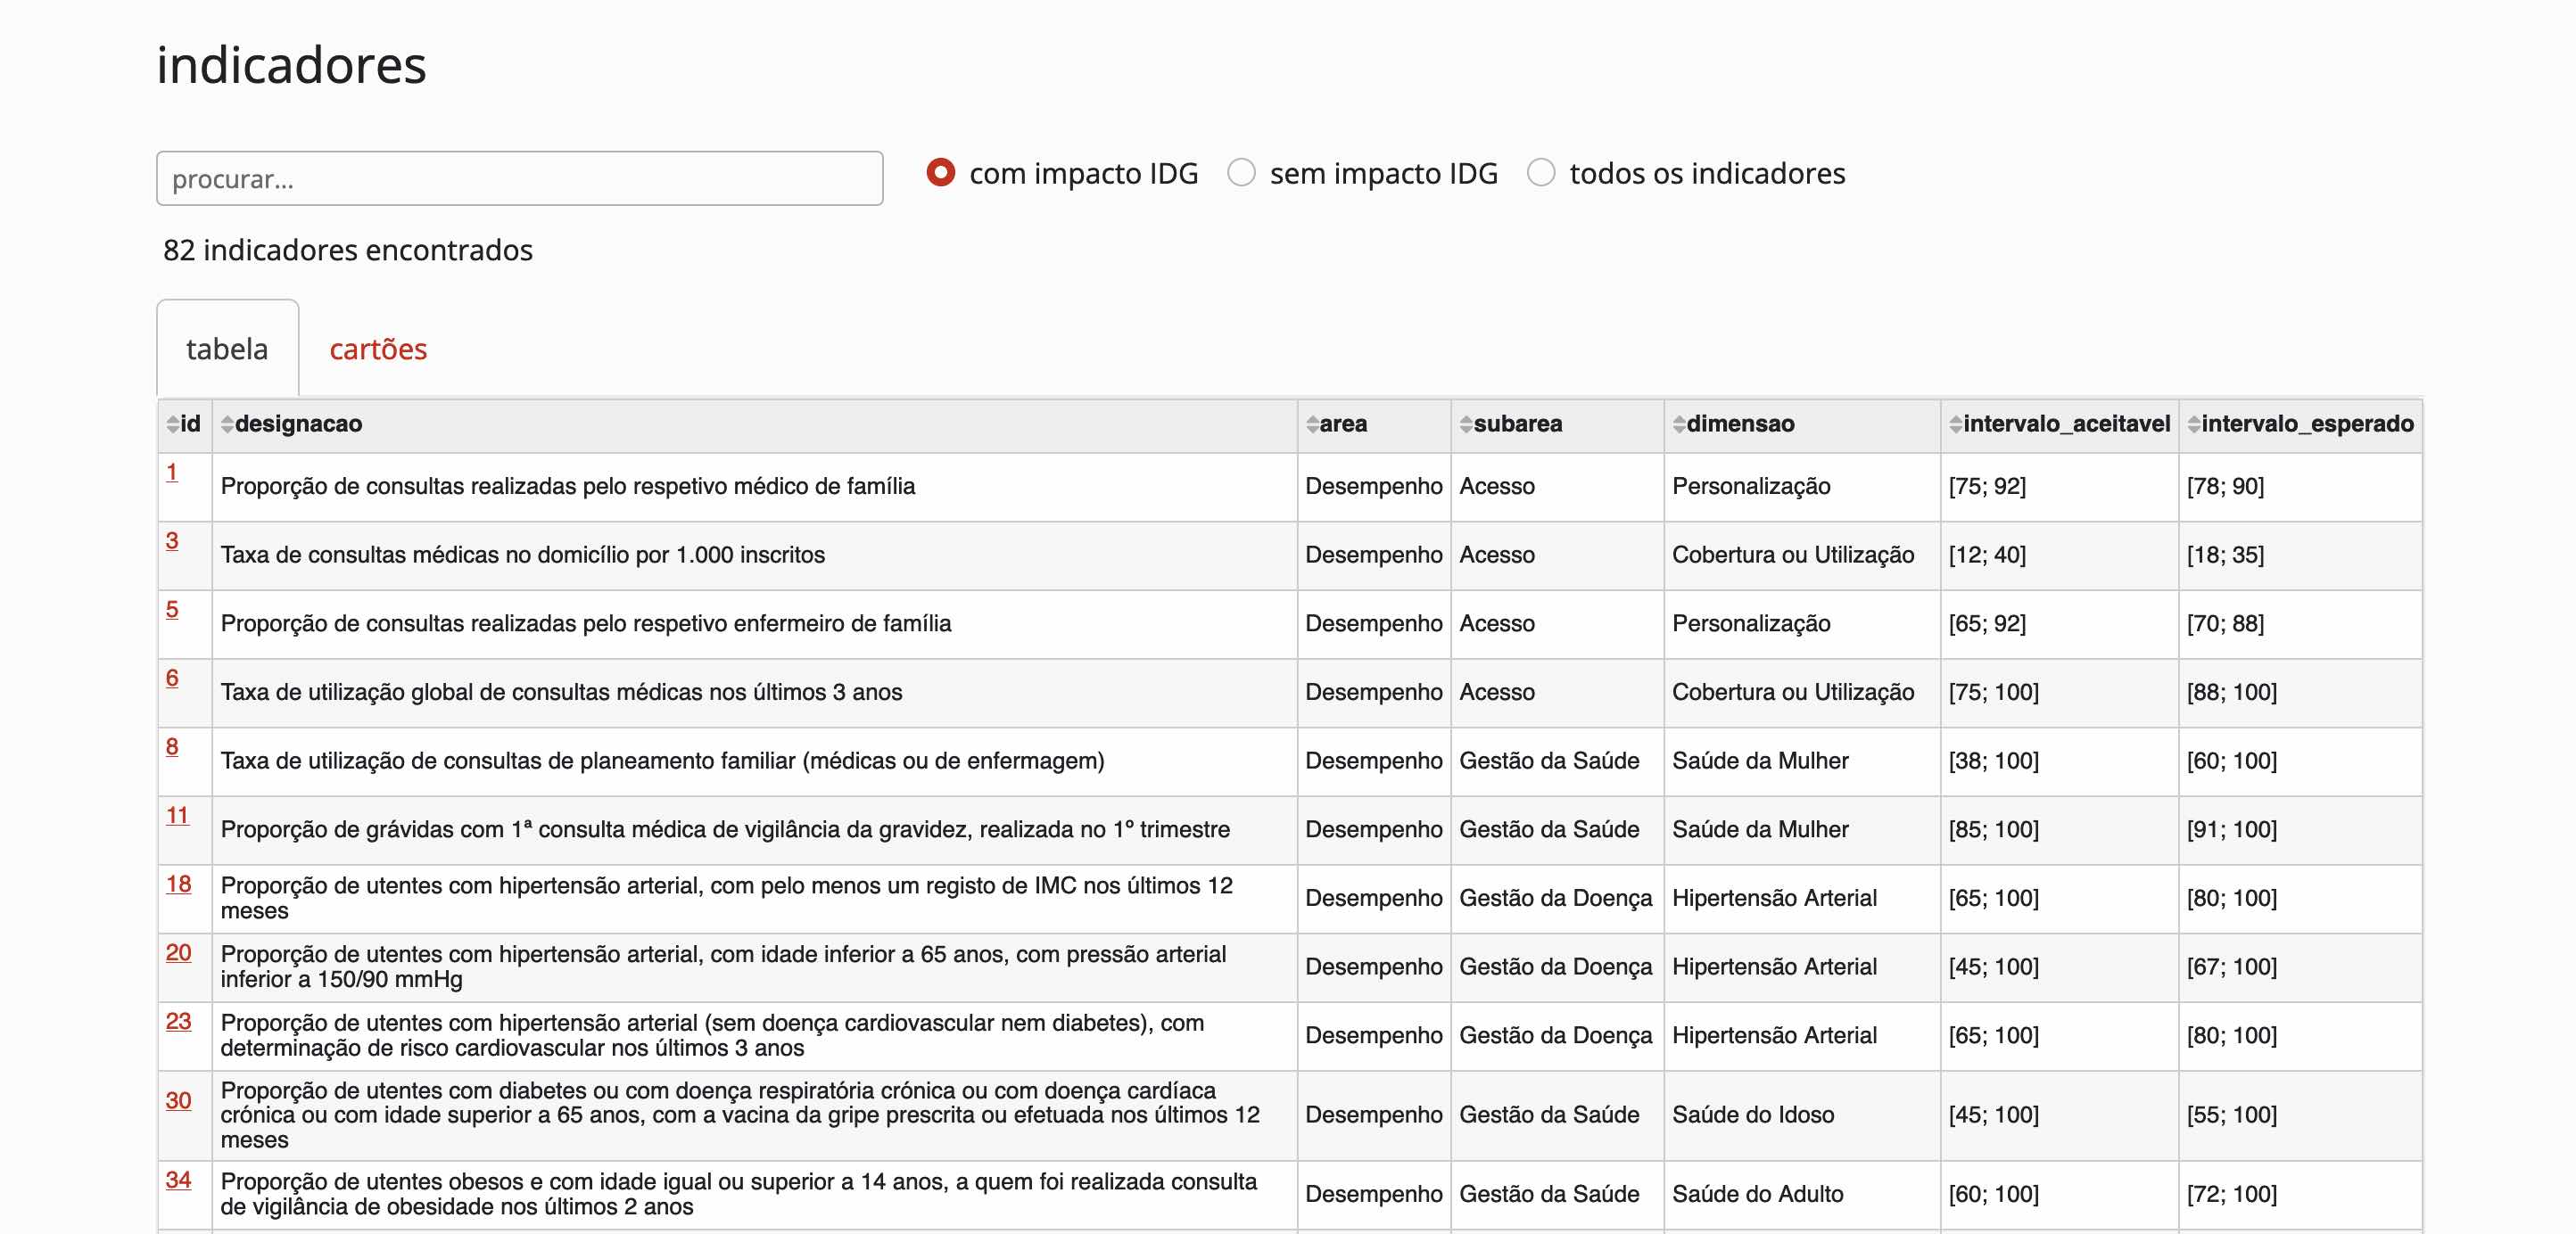 indicadores
procurar...
com impacto IDG sem impacto IDG todos os indicadores
82 indicadores encontrados
tabela cartões
id designacao area subarea dimensao intervalo_aceitavel intervalo_esperado
1 Proporção de consultas realizadas pelo respetivo médico de família Desempenho Acesso Personalização [75; 92] [78; 90]
3 Taxa de consultas médicas no domicílio por 1.000 inscritos Desempenho Acesso Cobertura ou Utilização [12; 40] [18; 35]
5 Proporção de consultas realizadas pelo respetivo enfermeiro de família Desempenho Acesso Personalização [65; 92] [70; 88]
6 Taxa de utilização global de consultas médicas nos últimos 3 anos Desempenho Acesso Cobertura ou Utilização [75; 100] [88; 100]
8 Taxa de utilização de consultas de planeamento familiar (médicas ou de enfermagem) Desempenho Gestão da Saúde Saúde da Mulher [38; 100] [60; 100]
11 Proporção de grávidas com 1ª consulta médica de vigilância da gravidez, realizada no 1º trimestre Desempenho Gestão da Saúde Saúde da Mulher [85; 100] [91; 100]
18 Proporção de utentes com hipertensão arterial, com pelo menos um registo de IMC nos últimos 12
meses Desempenho Gestão da Doença Hipertensão Arterial [65; 100] [80; 100]
20 Proporção de utentes com hipertensão arterial, com idade inferior a 65 anos, com pressão arterial
inferior a 150/90 mmHg Desempenho Gestão da Doença Hipertensão Arterial [45; 100] [67; 100]
23 Proporção de utentes com hipertensão arterial (sem doença cardiovascular nem diabetes), com
determinação de risco cardiovascular nos últimos 3 anos Desempenho Gestão da Doença Hipertensão Arterial [65; 100] [80; 100]
30 Proporção de utentes com diabetes ou com doença respiratória crónica ou com doença cardíaca
crónica ou com idade superior a 65 anos, com a vacina da gripe prescrita ou efetuada nos últimos 12
meses Desempenho Gestão da Saúde Saúde do Idoso [45; 100] [55; 100]
34 Proporção de utentes obesos e com idade igual ou superior a 14 anos, a quem foi realizada consulta
de vigilância de obesidade nos últimos 2 anos Desempenho Gestão da Saúde Saúde do Adulto [60; 100] [72; 100]